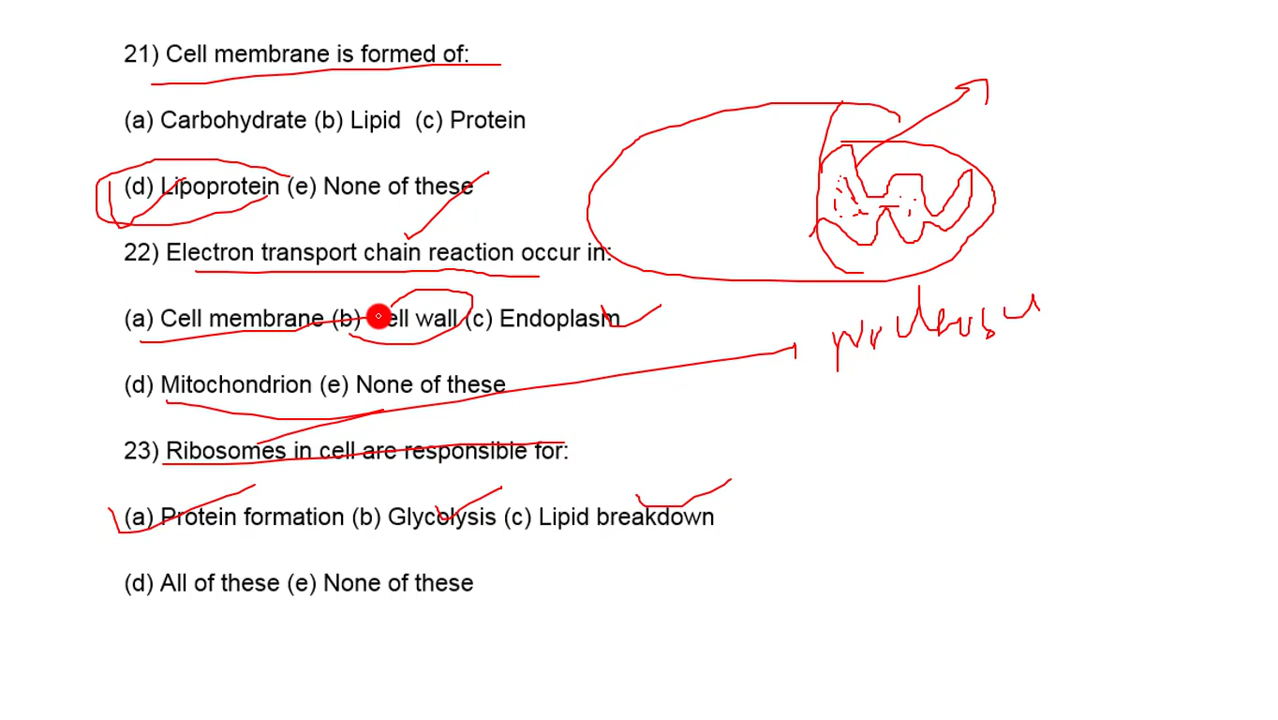 21) Cell membrane is formed of:
(a) Carbohydrate (b) Lipid (c) Protein
(d) Lipoprotein (e) None of these
22) Electron transport chain reaction occur in:
(a) Cell membrane (b) Cell wall (c) Endoplasm
(d) Mitochondrion (e) None of these
23) Ribosomes in cell are responsible for:
(a) Protein formation (b) Glycolysis (c) Lipid breakdown
(d) All of these (e) None of these